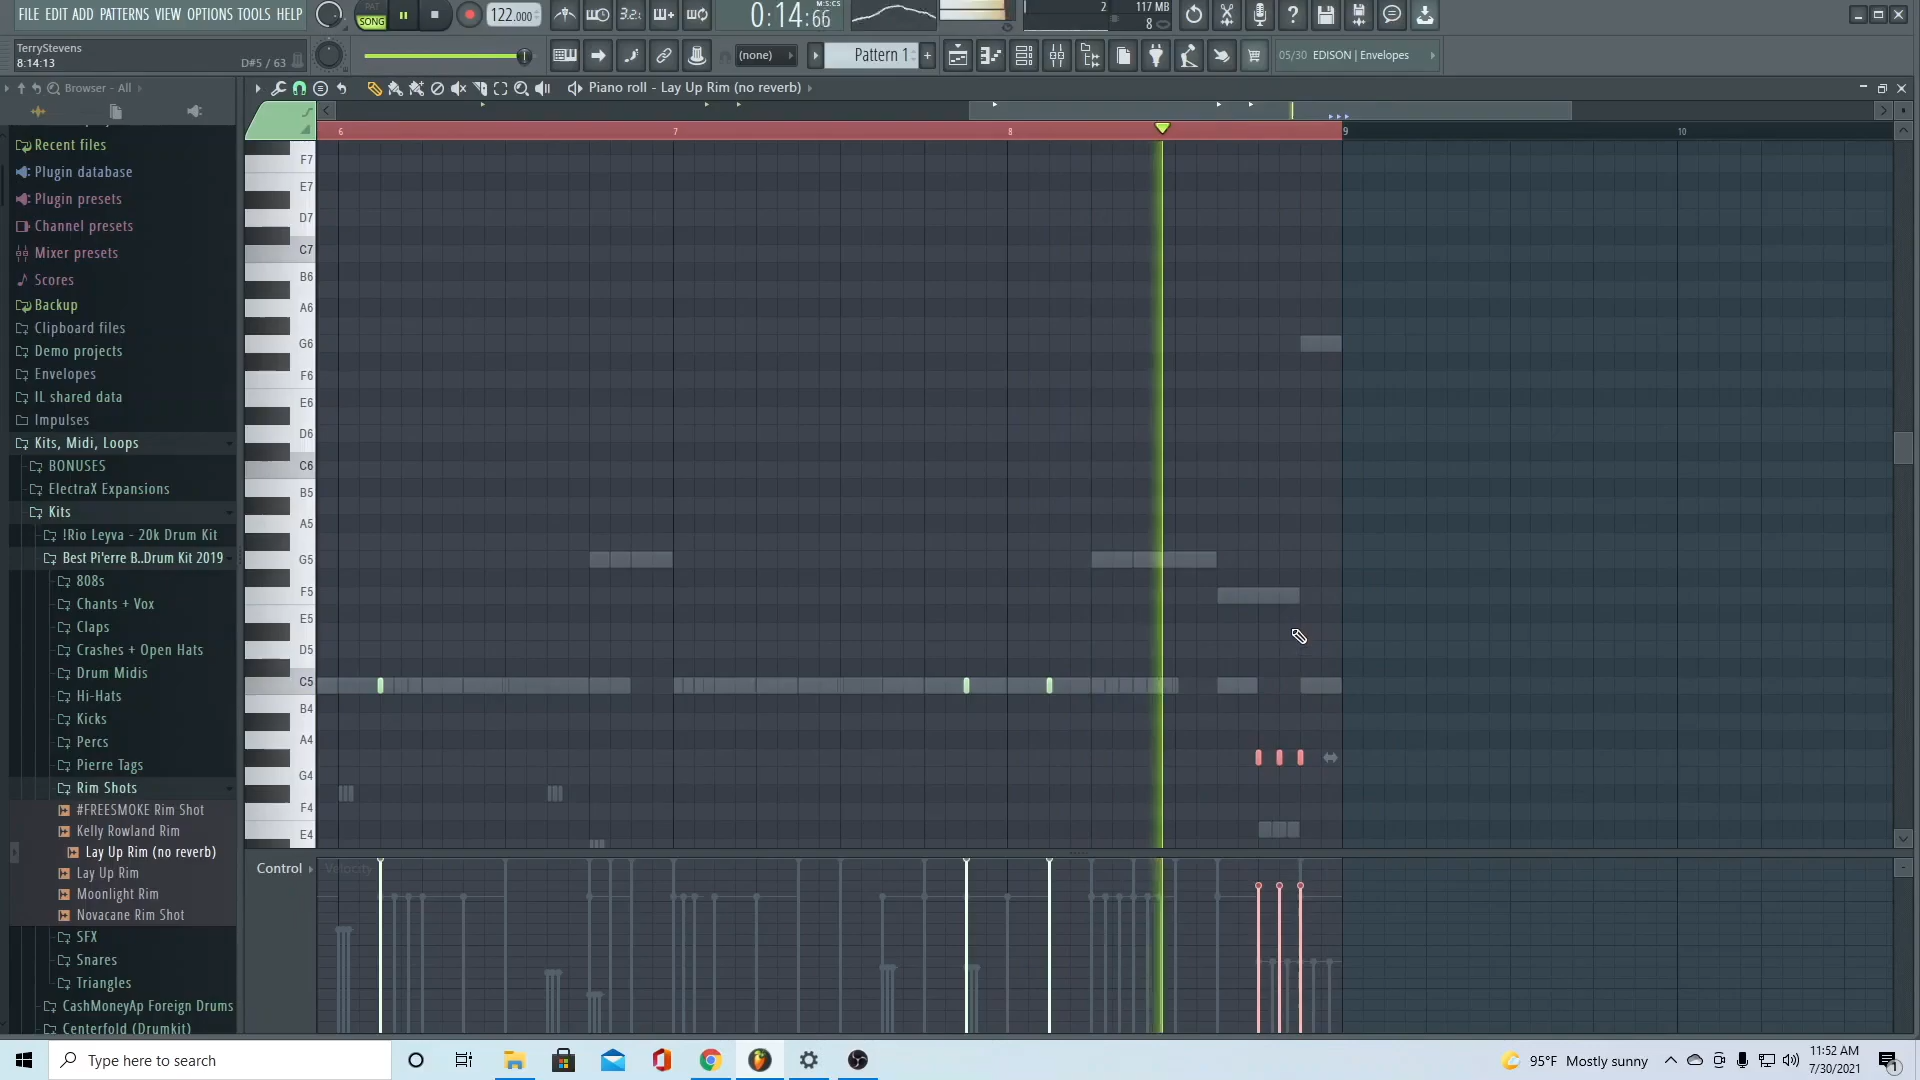 FILE EDIT ADD PATTERNS VIEW OPTIONS TOOLS HELP
PAT
SONG
122.000
3.2.
0:14:66
M:S:CS
2
117 MB
8
TerryStevens
8:14:13
D#5 / 63
(none)
Pattern 1
05/30 EDISON | Envelopes
Browser - All
Piano roll - Lay Up Rim (no reverb)
Recent files
Plugin database
Plugin presets
Channel presets
Mixer presets
Scores
Backup
Clipboard files
Demo projects
Envelopes
IL shared data
Impulses
Kits, Midi, Loops
BONUSES
ElectraX Expansions
Kits
!Rio Leyva - 20k Drum Kit
Best Pi'erre B..Drum Kit 2019
808s
Chants + Vox
Claps
Crashes + Open Hats
Drum Midis
Hi-Hats
Kicks
Percs
Pierre Tags
Rim Shots
#FREESMOKE Rim Shot
Kelly Rowland Rim
Lay Up Rim (no reverb)
Lay Up Rim
Moonlight Rim
Novacane Rim Shot
SFX
Snares
Triangles
CashMoneyAp Foreign Drums
Centerfold (Drumkit)
6
7
8
9
10
F7
E7
D7
C7
B6
A6
G6
F6
E6
D6
C6
B5
A5
G5
F5
E5
D5
C5
B4
A4
G4
F4
E4
Control
Velocity
Type here to search
95°F Mostly sunny
11:52 AM
7/30/2021
1